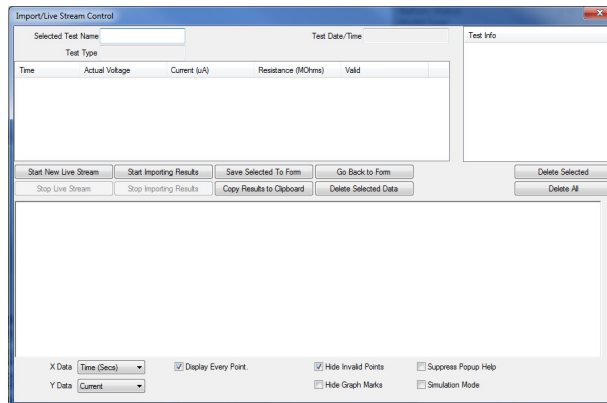 Import/Live Stream Control
Selected Test Name
Test Date/Time
Test Info
Test Type
Time Actual Voltage Current (uA) Resistance (MOhms) Valid
Start New Live Stream Start Importing Results Save Selected To Form Go Back to Form Delete Selected
Stop Live Stream Stop Importing Results Copy Results to Clipboard Delete Selected Data Delete All
X Data Time (Secs) Display Every Point. Hide Invalid Points Suppress Popup Help
Y Data Current Hide Graph Marks Simulation Mode